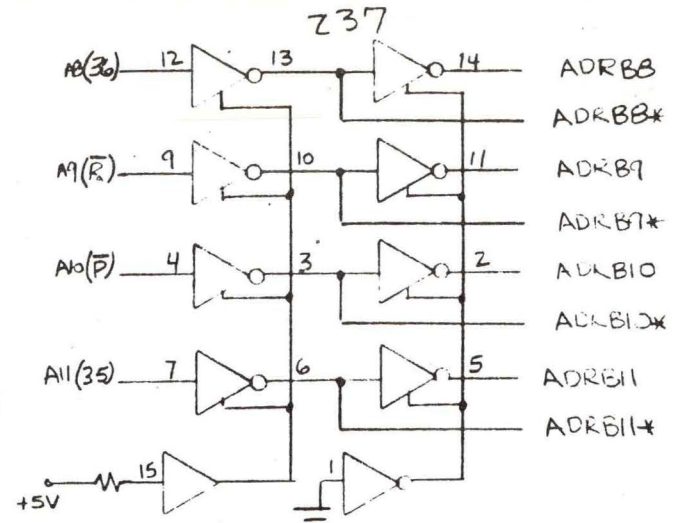 Z37
A8(36) 12 13 14 ADRB8
ADRB8*
A9(R̅) 9 10 11 ADRB9
ADRB9*
A10(P̅) 4 3 2 ADRB10
ADRB10*
A11(35) 7 6 5 ADRB11
ADRB11*
15 1
+5V